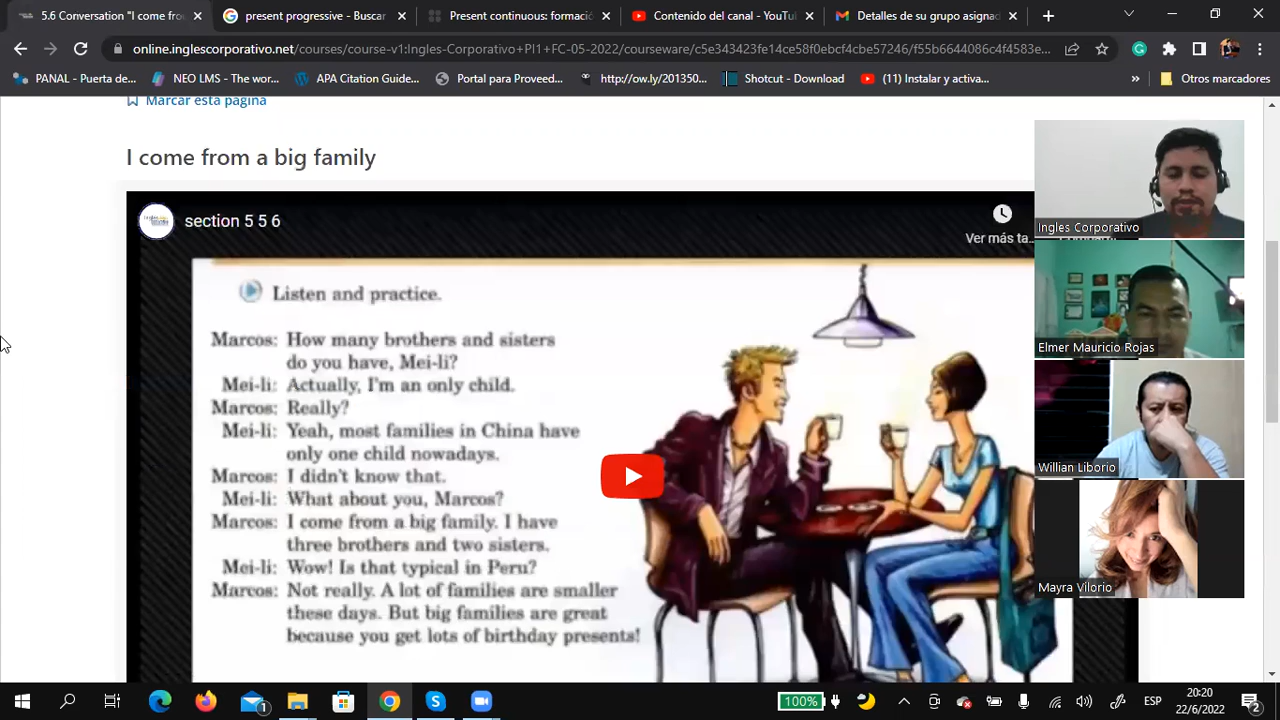 5.6 Conversation "I come from
present progressive - Buscar
Present continuous: formació
Contenido del canal - YouTu
Detalles de su grupo asignad
online.inglescorporativo.net/courses/course-v1:Ingles-Corporativo+PI1+FC-05-2022/courseware/c5e343423fe14ce58f0ebcf4cbe57246/f55b6644086c4f4583e...
PANAL - Puerta de...
NEO LMS - The wor...
APA Citation Guide...
Portal para Proveed...
http://ow.ly/201350...
Shotcut - Download
(11) Instalar y activa...
»
Otros marcadores
Marcar esta página
I come from a big family
section 5 5 6
Ver más ta...
Listen and practice.
Marcos: How many brothers and sisters
do you have, Mei-li?
Mei-li: Actually, I'm an only child.
Marcos: Really?
Mei-li: Yeah, most families in China have
only one child nowadays.
Marcos: I didn't know that.
Mei-li: What about you, Marcos?
Marcos: I come from a big family. I have
three brothers and two sisters.
Mei-li: Wow! Is that typical in Peru?
Marcos: Not really. A lot of families are smaller
these days. But big families are great
because you get lots of birthday presents!
Ingles Corporativo
Elmer Mauricio Rojas
Willian Liborio
Mayra Vilorio
1
100%
ESP
20:20
22/6/2022
2